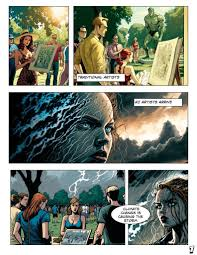 TRADITIONAL ARTISTS
AI ARTISTS ARRIVE
CLIMATE
CHANGE IS
CAUSING THE
STORM